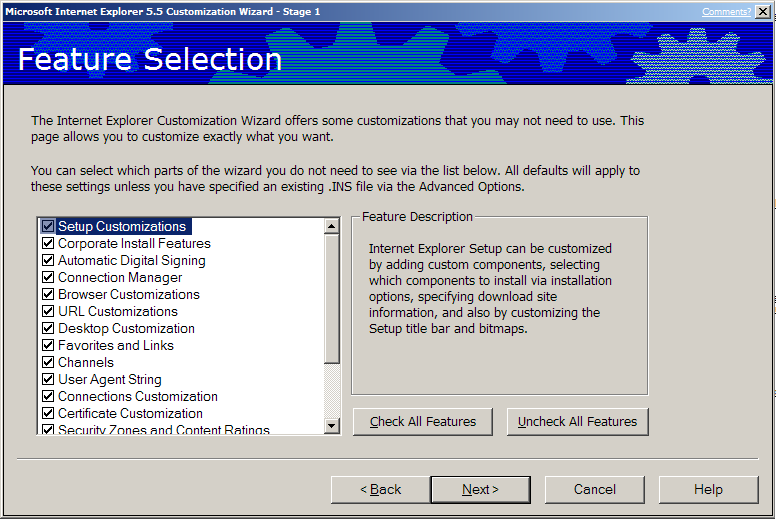 Microsoft Internet Explorer 5.5 Customization Wizard - Stage 1
Comments?
Feature Selection
The Internet Explorer Customization Wizard offers some customizations that you may not need to use. This
page allows you to customize exactly what you want.
You can select which parts of the wizard you do not need to see via the list below. All defaults will apply to
these settings unless you have specified an existing .INS file via the Advanced Options.
Setup Customizations
Corporate Install Features
Automatic Digital Signing
Connection Manager
Browser Customizations
URL Customizations
Desktop Customization
Favorites and Links
Channels
User Agent String
Connections Customization
Certificate Customization
Security Zones and Content Ratings
Feature Description
Internet Explorer Setup can be customized
by adding custom components, selecting
which components to install via installation
options, specifying download site
information, and also by customizing the
Setup title bar and bitmaps.
Check All Features
Uncheck All Features
< Back
Next >
Cancel
Help